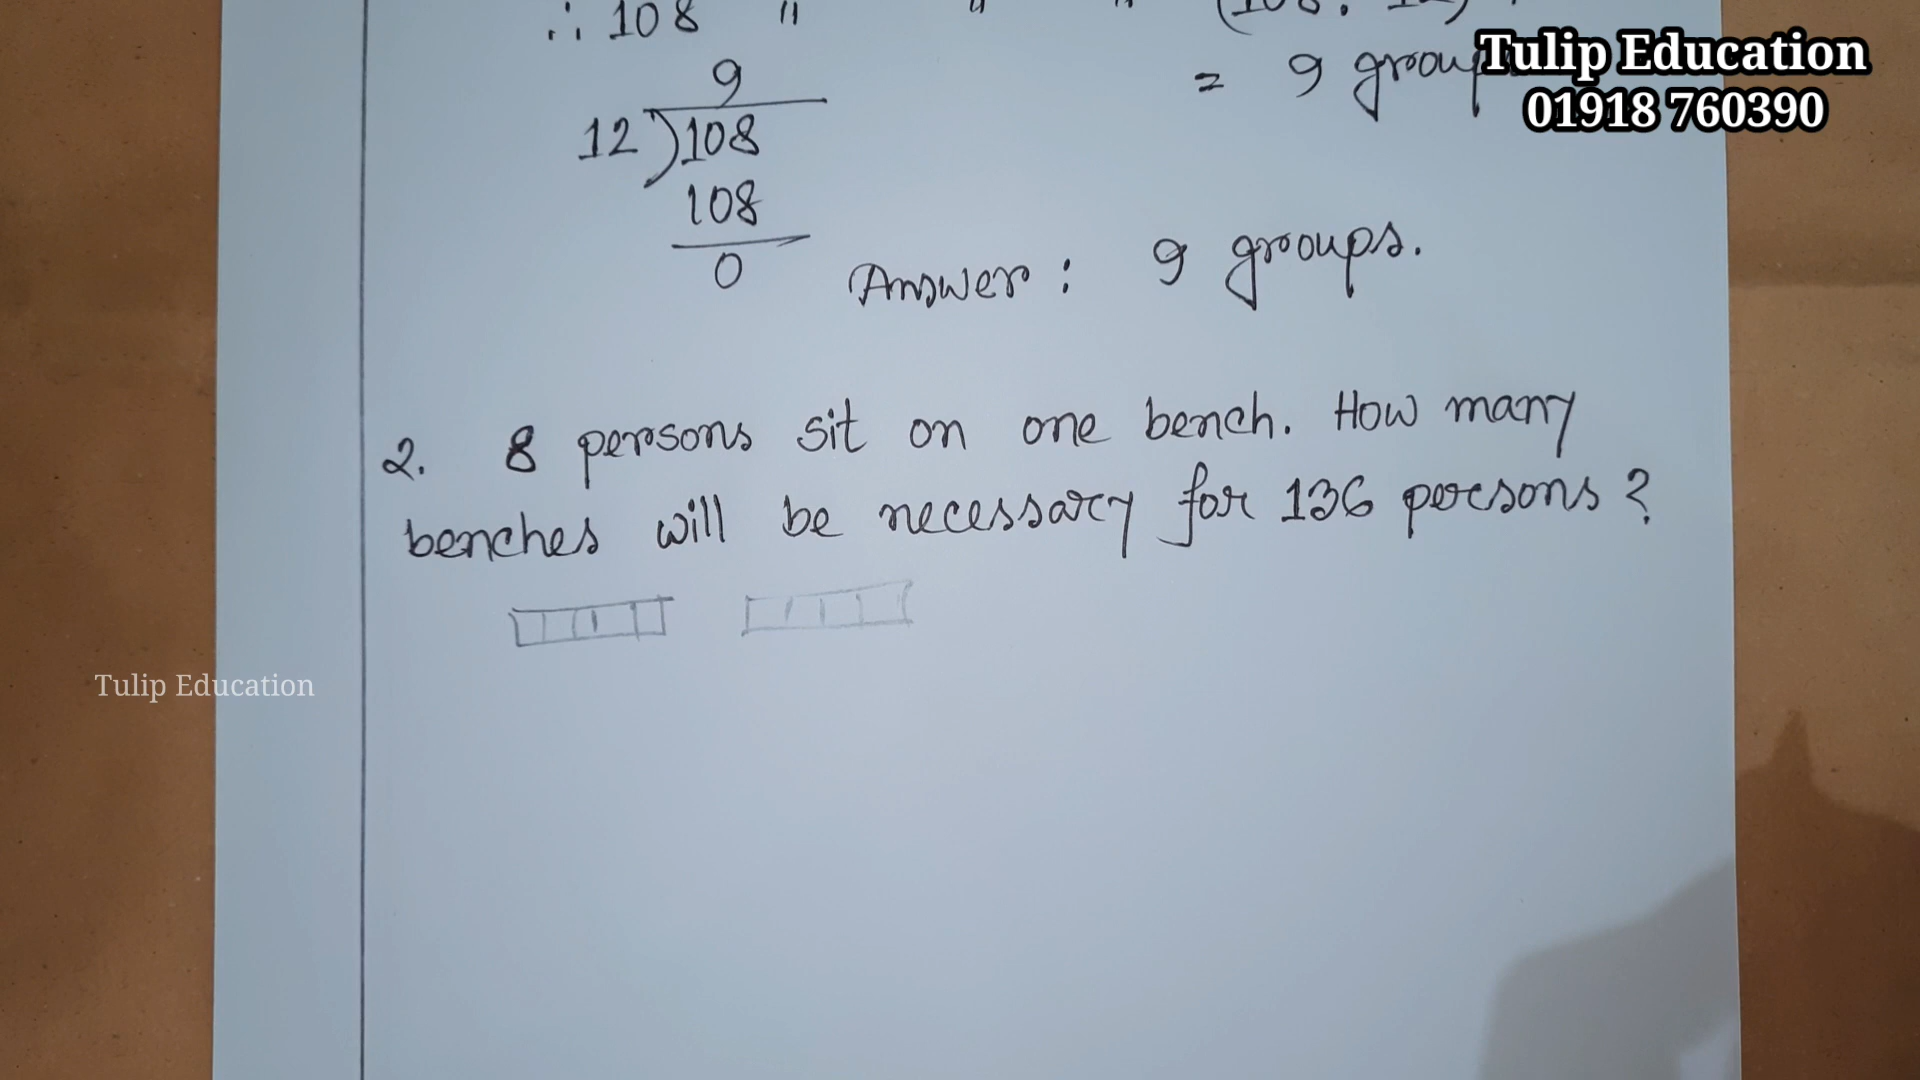 ∴ 108 " " "
= 9
Tulip Education
01918 760390
9
12 ) 108
108
0
Answer : 9 groups.
2. 8 persons sit on one bench. How many
benches will be necessary for 136 persons ?
Tulip Education